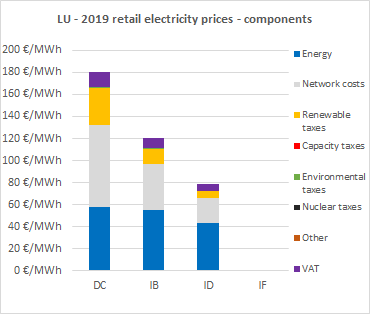 LU - 2019 retail electricity prices - components
200 €/MWh
180 €/MWh
160 €/MWh
140 €/MWh
120 €/MWh
100 €/MWh
80 €/MWh
60 €/MWh
40 €/MWh
20 €/MWh
0 €/MWh
DC
IB
ID
IF
Energy
Network costs
Renewable
taxes
Capacity taxes
Environmental
taxes
Nuclear taxes
Other
VAT